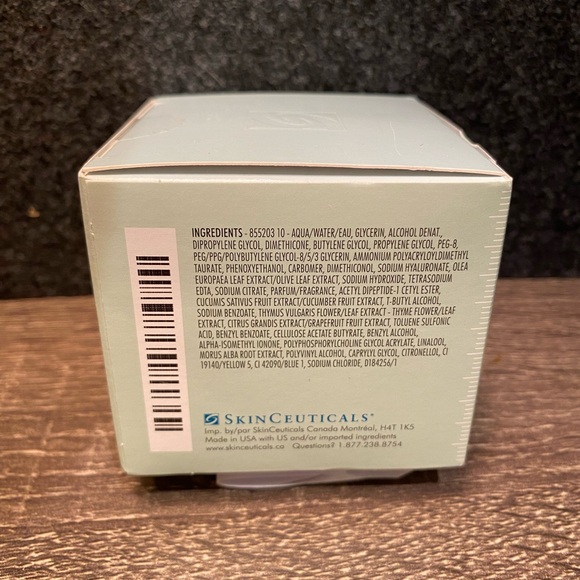 INGREDIENTS - 855203 10 - AQUA/WATER/EAU, GLYCERIN, ALCOHOL DENAT.,
DIPROPYLENE GLYCOL, DIMETHICONE, BUTYLENE GLYCOL, PROPYLENE GLYCOL, PEG-8,
PEG/PPG/POLYBUTYLENE GLYCOL-8/5/3 GLYCERIN, AMMONIUM POLYACRYLOYLDIMETHYL
TAURATE, PHENOXYETHANOL, CARBOMER, DIMETHICONOL, SODIUM HYALURONATE, OLEA
EUROPAEA LEAF EXTRACT/OLIVE LEAF EXTRACT, SODIUM HYDROXIDE, TETRASODIUM
EDTA, SODIUM CITRATE, PARFUM/FRAGRANCE, ACETYL DIPEPTIDE-1 CETYL ESTER,
CUCUMIS SATIVUS FRUIT EXTRACT/CUCUMBER FRUIT EXTRACT, T-BUTYL ALCOHOL,
SODIUM BENZOATE, THYMUS VULGARIS FLOWER/LEAF EXTRACT - THYME FLOWER/LEAF
EXTRACT, CITRUS GRANDIS EXTRACT/GRAPEFRUIT FRUIT EXTRACT, TOLUENE SULFONIC
ACID, BENZYL BENZOATE, CELLULOSE ACETATE BUTYRATE, BENZYL ALCOHOL,
ALPHA-ISOMETHYL IONONE, POLYPHOSPHORYLCHOLINE GLYCOL ACRYLATE, LINALOOL,
MORUS ALBA ROOT EXTRACT, POLYVINYL ALCOHOL, CAPRYLYL GLYCOL, CITRONELLOL, CI
19140/YELLOW 5, CI 42090/BLUE 1, SODIUM CHLORIDE, D184256/1
SKINCEUTICALS
Imp. by/par SkinCeuticals Canada Montréal, H4T 1K5
Made in USA with US and/or imported ingredients
www.skinceuticals.ca Questions? 1.877.238.8754